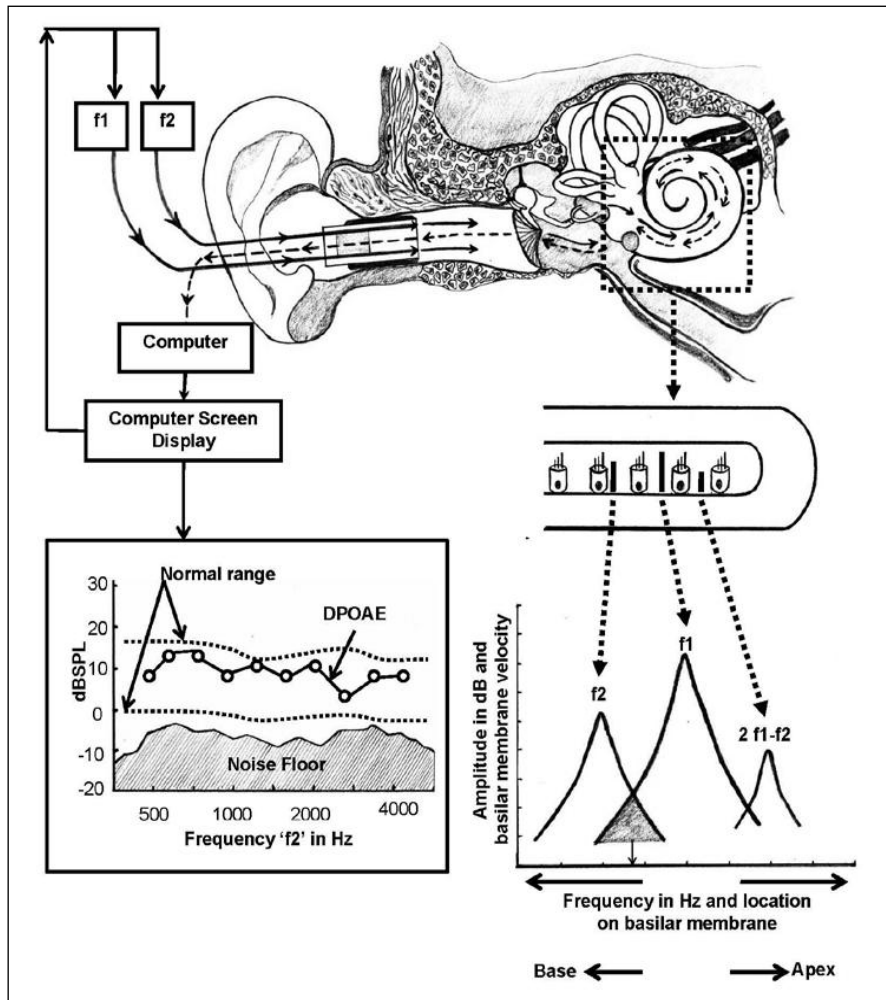 f1
f2
Computer
Computer Screen
Display
Normal range
DPOAE
dBSPL
30
20
10
0
-10
-20
Noise Floor
500
1000
2000
4000
Frequency ‘f2’ in Hz
Amplitude in dB and
basilar membrane velocity
f2
f1
2 f1-f2
Frequency in Hz and location
on basilar membrane
Base
Apex